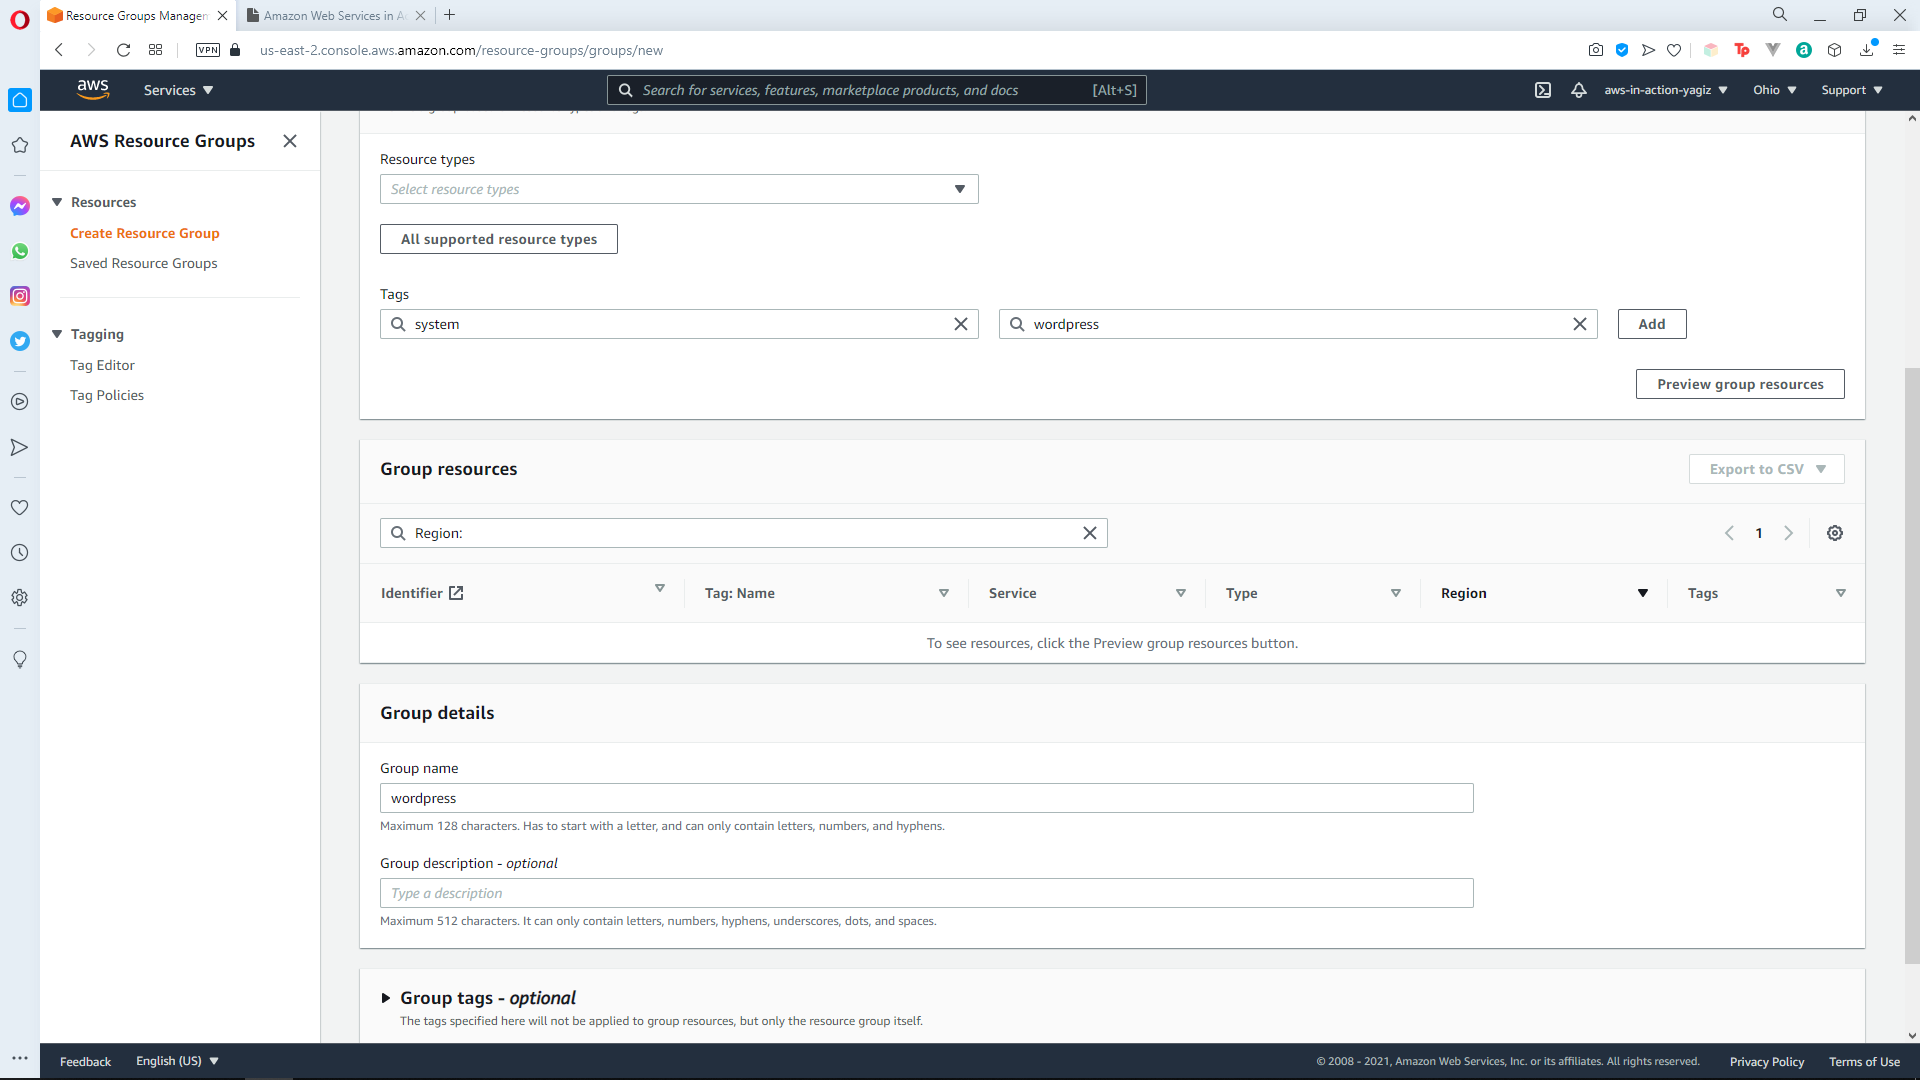 Resource Groups Managem
Amazon Web Services in A
VPN
us-east-2.console.aws.amazon.com/resource-groups/groups/new
Tp
a
aws
Services
Search for services, features, marketplace products, and docs
[Alt+S]
aws-in-action-yagiz
Ohio
Support
AWS Resource Groups
Resources
Create Resource Group
Saved Resource Groups
Tagging
Tag Editor
Tag Policies
Resource types
Select resource types
All supported resource types
Tags
system
wordpress
Add
Preview group resources
Group resources
Export to CSV
Region:
1
Identifier
Tag: Name
Service
Type
Region
Tags
To see resources, click the Preview group resources button.
Group details
Group name
wordpress
Maximum 128 characters. Has to start with a letter, and can only contain letters, numbers, and hyphens.
Group description - optional
Type a description
Maximum 512 characters. It can only contain letters, numbers, hyphens, underscores, dots, and spaces.
Group tags - optional
The tags specified here will not be applied to group resources, but only the resource group itself.
Feedback
English (US)
© 2008 - 2021, Amazon Web Services, Inc. or its affiliates. All rights reserved.
Privacy Policy
Terms of Use